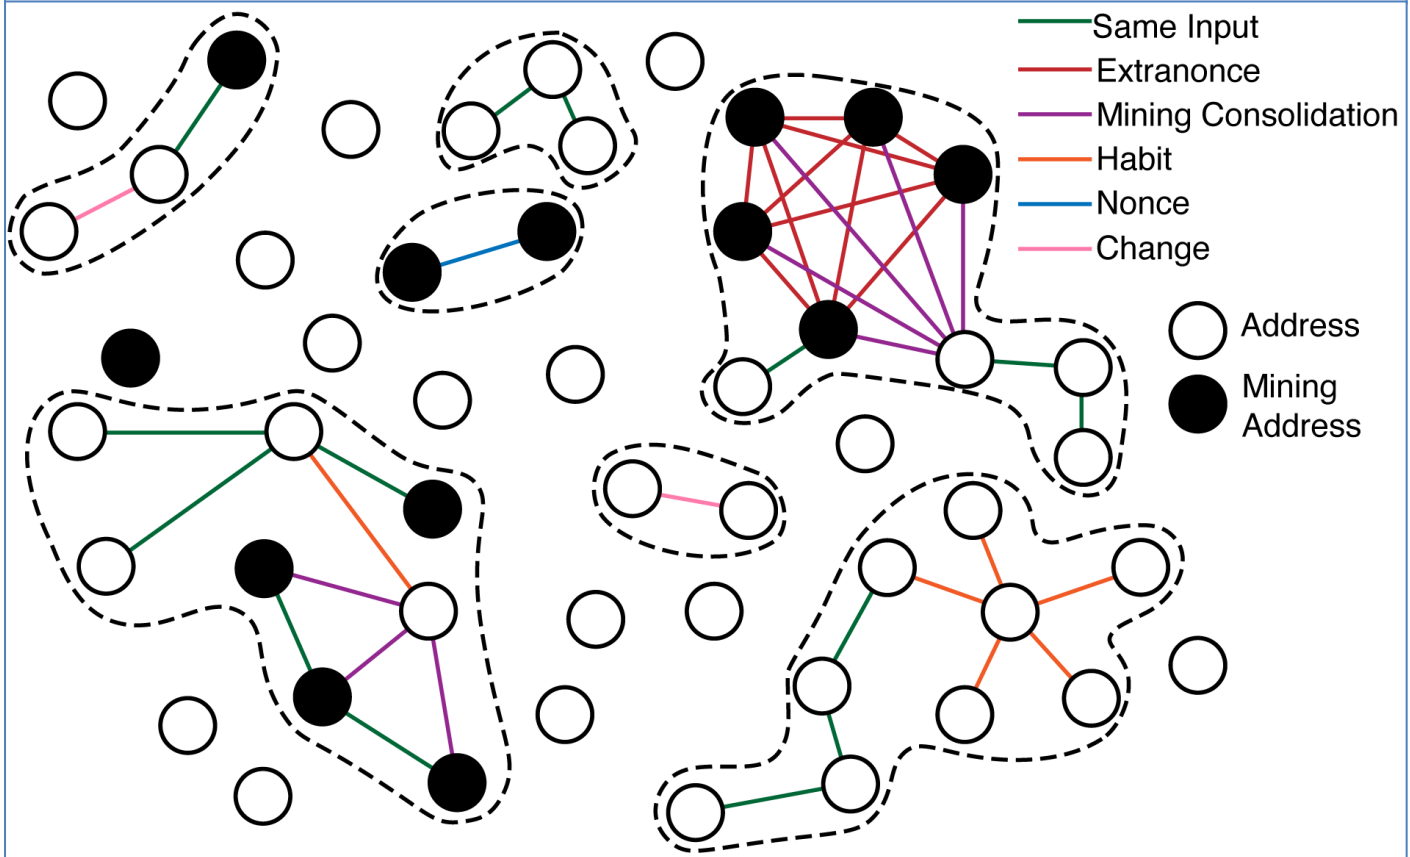 Same Input
Extranonce
Mining Consolidation
Habit
Nonce
Change
Address
Mining
Address